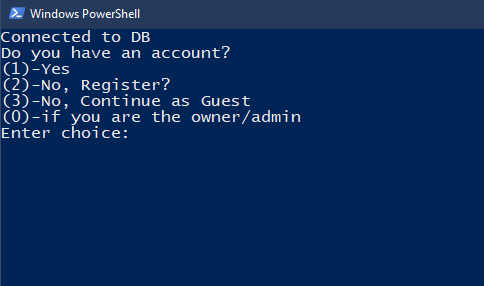 Windows PowerShell
Connected to DB
Do you have an account?
(1)-Yes
(2)-No, Register?
(3)-No, Continue as Guest
(0)-if you are the owner/admin
Enter choice: